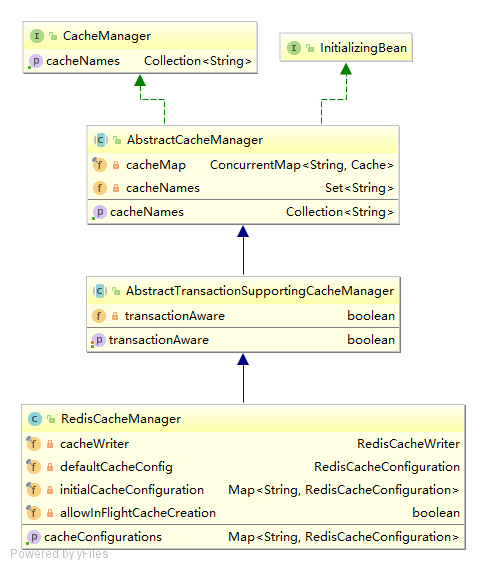 CacheManager
cacheNames Collection<String>
InitializingBean
AbstractCacheManager
cacheMap ConcurrentMap<String, Cache>
cacheNames Set<String>
cacheNames Collection<String>
AbstractTransactionSupportingCacheManager
transactionAware boolean
transactionAware boolean
RedisCacheManager
cacheWriter RedisCacheWriter
defaultCacheConfig RedisCacheConfiguration
initialCacheConfiguration Map<String, RedisCacheConfiguration>
allowInFlightCacheCreation boolean
cacheConfigurations Map<String, RedisCacheConfiguration>
Powered by yFiles